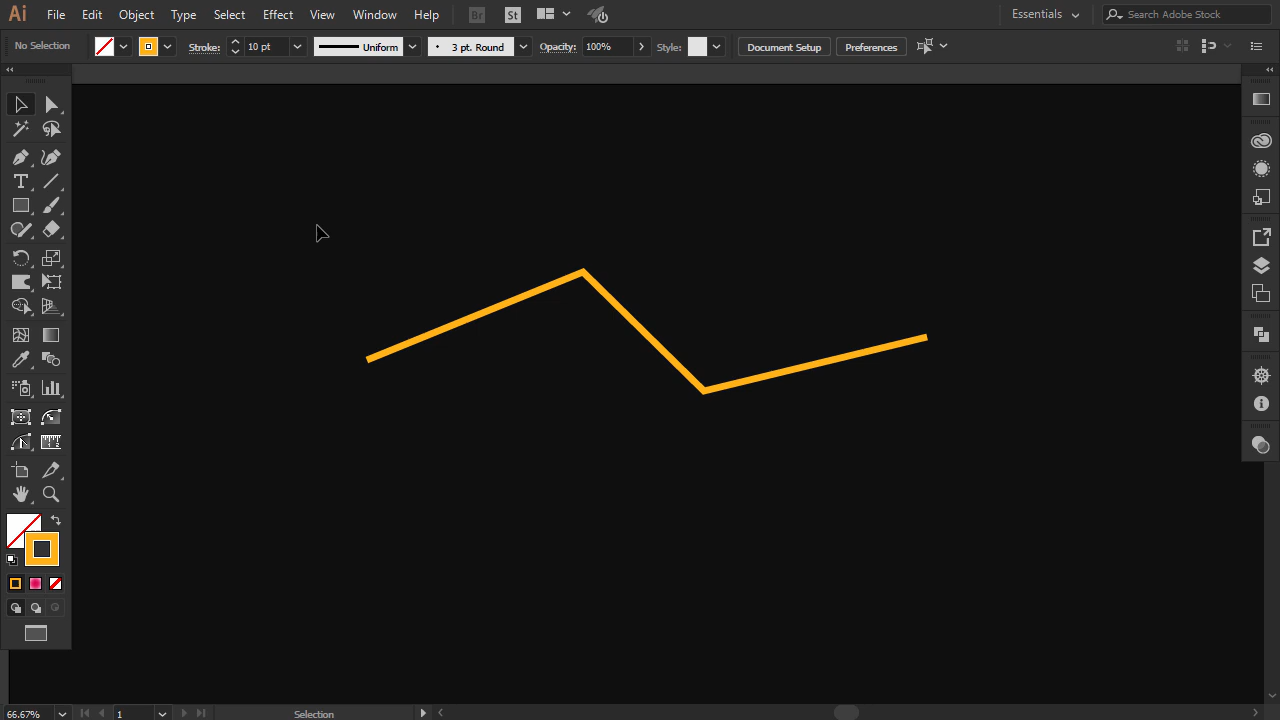 Ai File Edit Object Type Select Effect View Window Help Br St Essentials Search Adobe Stock
No Selection Stroke: 10 pt Uniform 3 pt. Round Opacity: 100% Style: Document Setup Preferences
66.67% 1 Selection